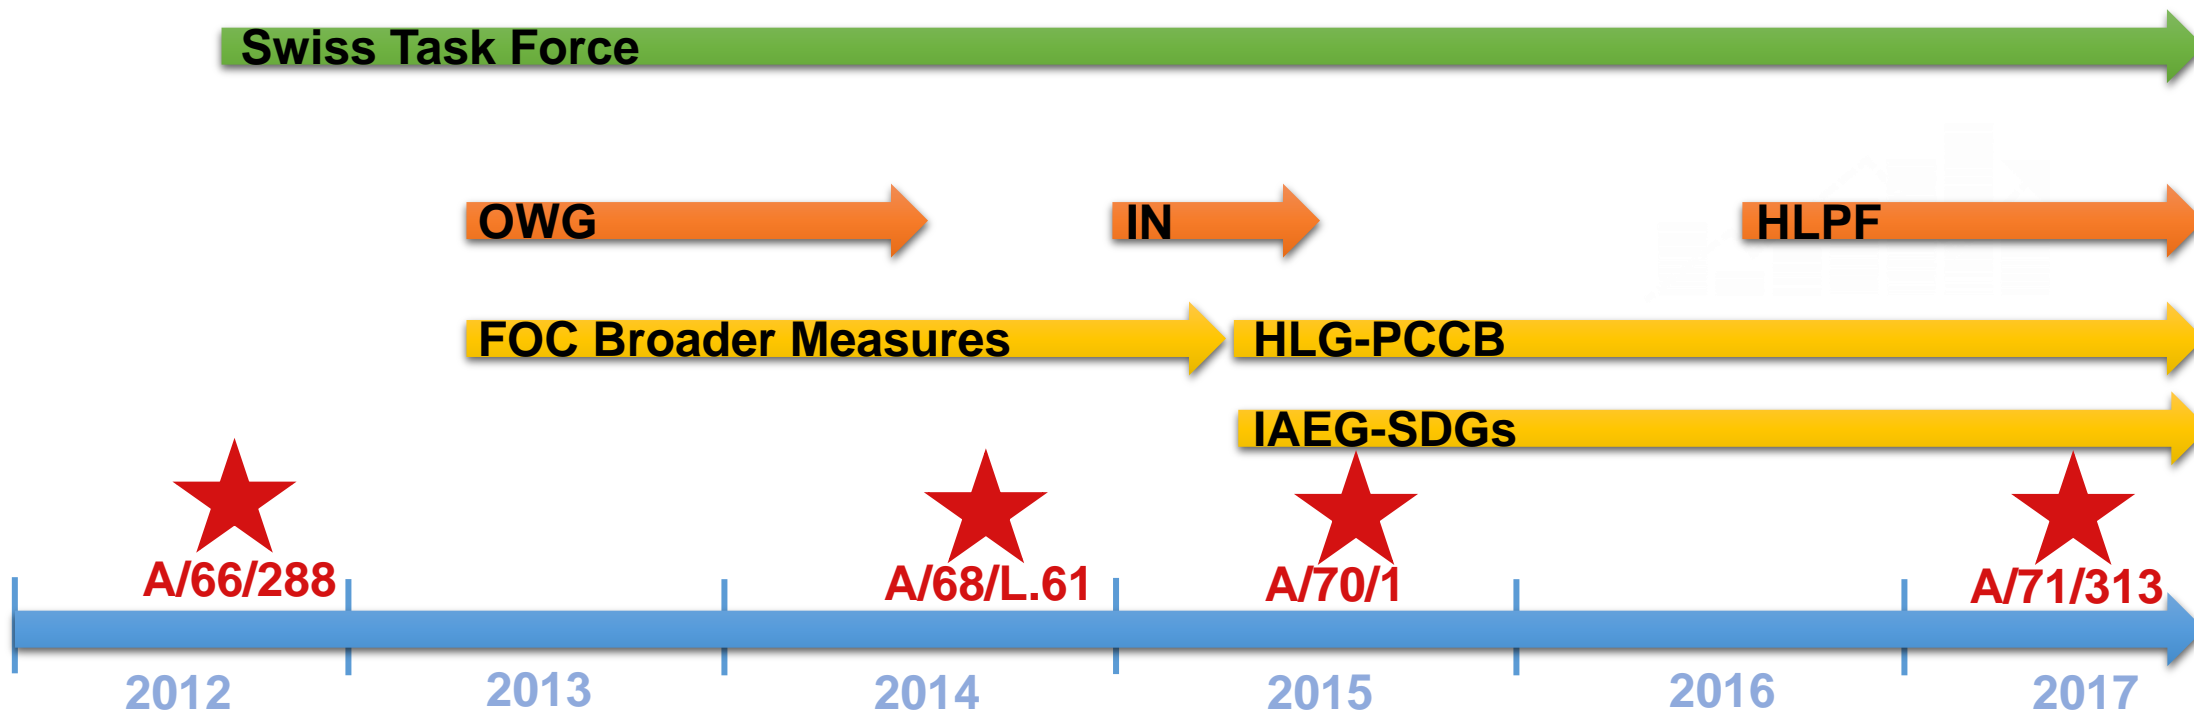 Swiss Task Force
OWG
IN
HLPF
FOC Broader Measures
HLG-PCCB
IAEG-SDGs
A/66/288
A/68/L.61
A/70/1
A/71/313
2012
2013
2014
2015
2016
2017